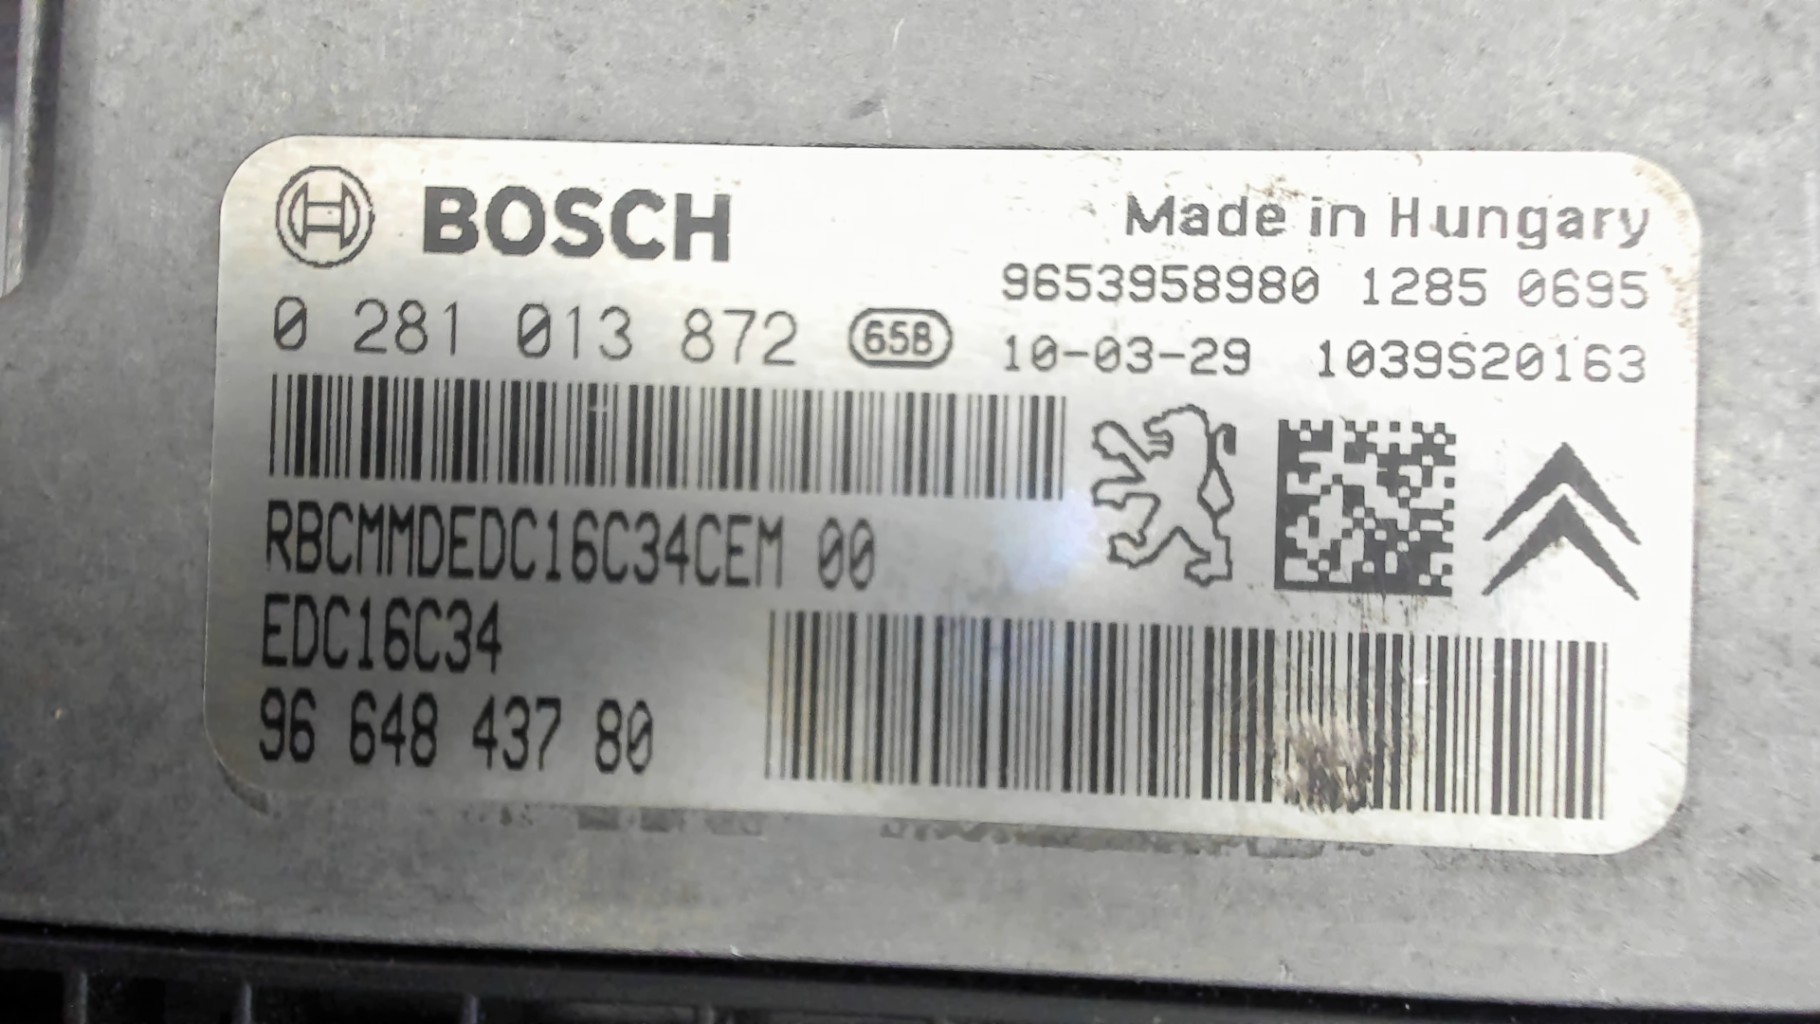 BOSCH
Made in Hungary
9653958980 1285 0695
0 281 013 872 65B 10-03-29 1039S20163
RBCMMDEDC16C34CEM 00
EDC16C34
96 648 437 80